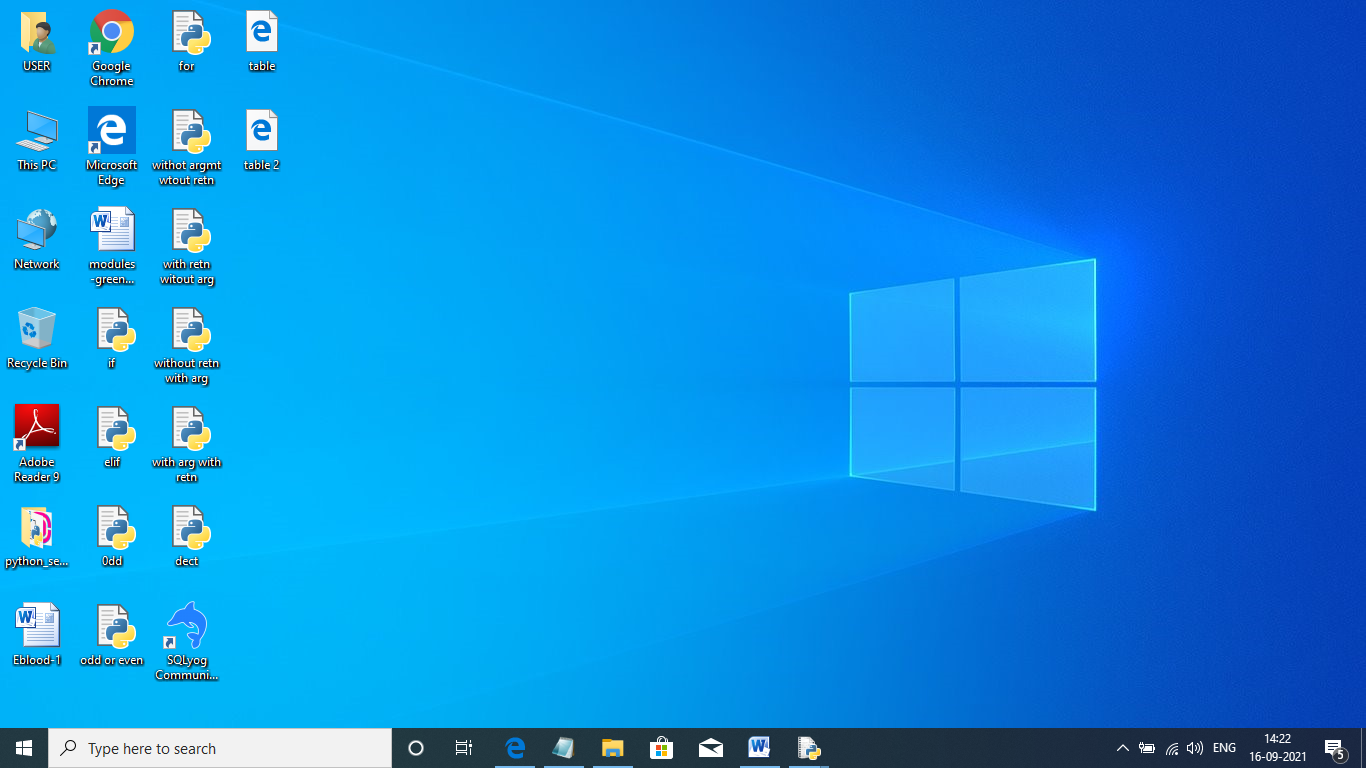 USER
Google
Chrome
for
table
This PC
Microsoft
Edge
withot argmt
wtout retn
table 2
Network
modules
-green...
with retn
witout arg
Recycle Bin
if
without retn
with arg
Adobe
Reader 9
elif
with arg with
retn
python_se...
0dd
dect
Eblood-1
odd or even
SQLyog
Communi...
Type here to search
ENG
14:22
16-09-2021
5